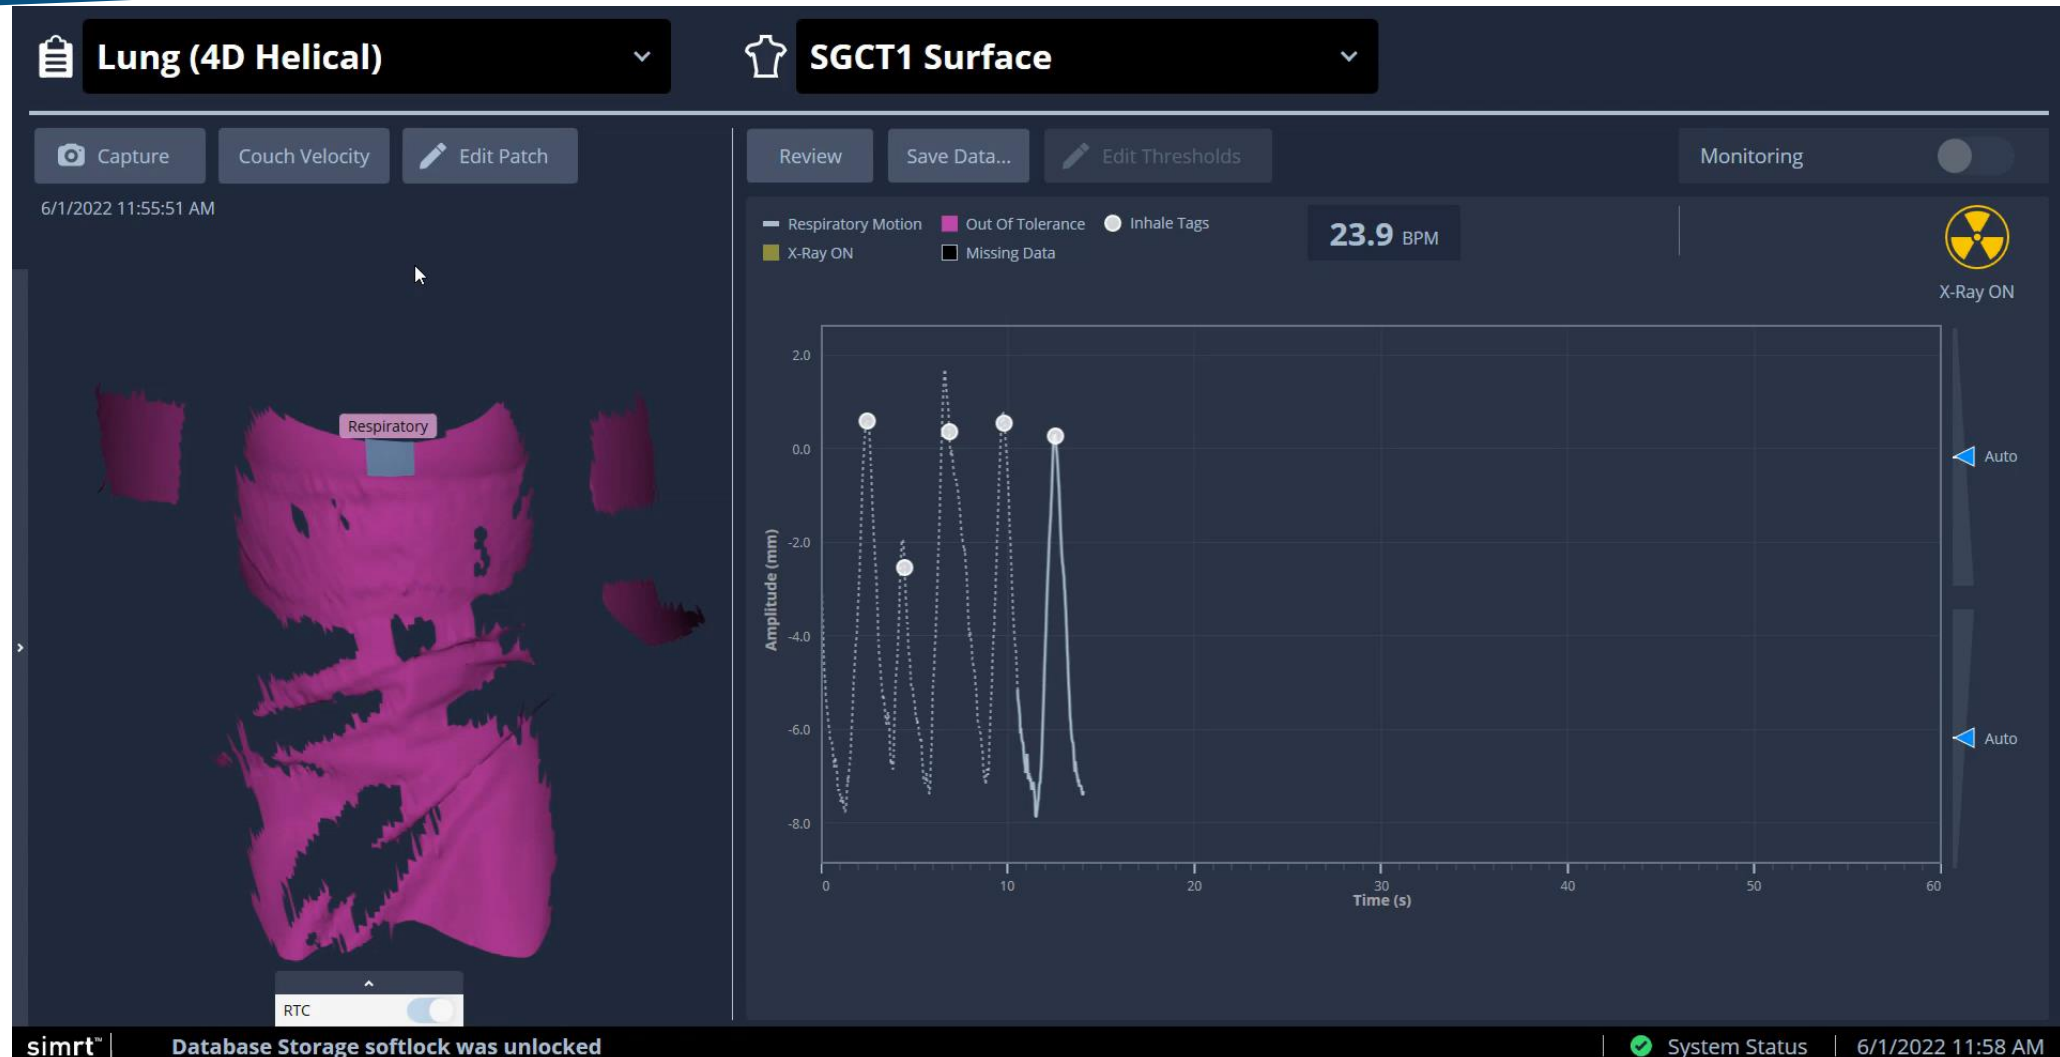 Lung (4D Helical)
SGCT1 Surface
Capture
Couch Velocity
Edit Patch
Review
Save Data...
Edit Thresholds
Monitoring
6/1/2022 11:55:51 AM
Respiratory Motion
Out Of Tolerance
Inhale Tags
X-Ray ON
Missing Data
23.9 BPM
X-Ray ON
Respiratory
2.0
0.0
-2.0
-4.0
-6.0
-8.0
Amplitude (mm)
Auto
Auto
0 10 20 30 40 50 60
Time (s)
RTC
simrt™
Database Storage softlock was unlocked
System Status
6/1/2022 11:58 AM